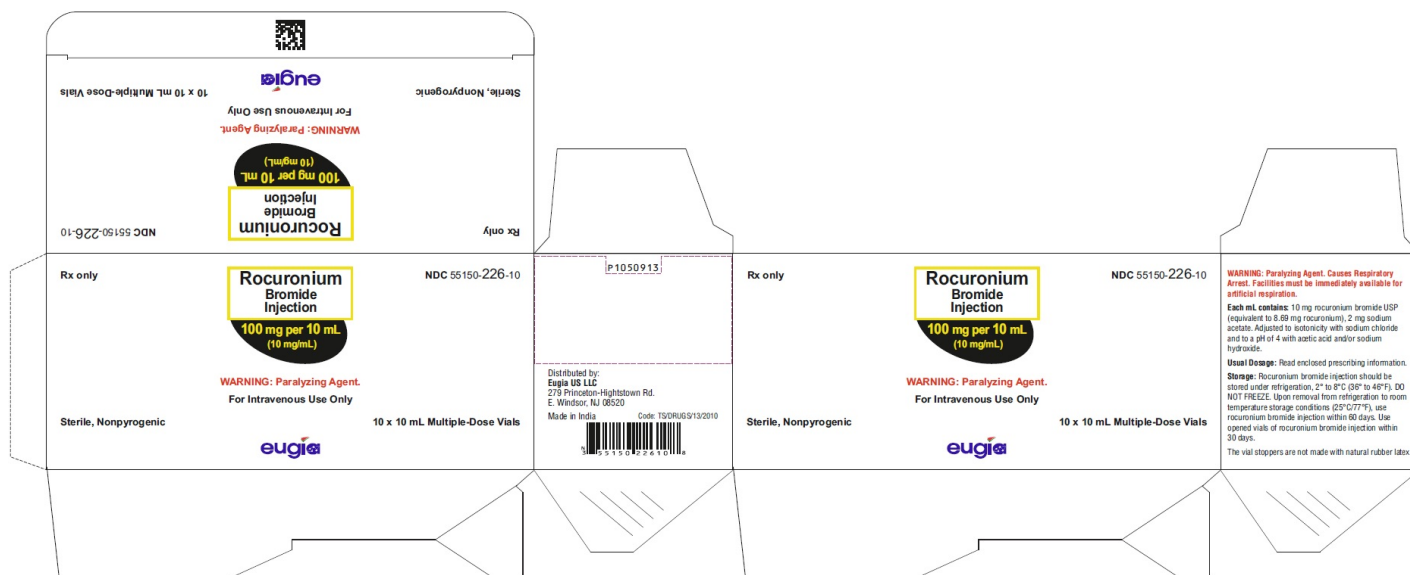 eugia
10 x 10 mL Multiple-Dose Vials
Sterile, Nonpyrogenic
For Intravenous Use Only
WARNING: Paralyzing Agent.
(10 mg/mL)
100 mg per 10 mL
Injection
Bromide
Rocuronium
NDC 55150-226-10
Rx only
Rx only
Rocuronium
Bromide
Injection
NDC 55150-226-10
100 mg per 10 mL
(10 mg/mL)
WARNING: Paralyzing Agent.
For Intravenous Use Only
Sterile, Nonpyrogenic
10 x 10 mL Multiple-Dose Vials
eugia
P1050913
Distributed by:
Eugia US LLC
279 Princeton-Hightstown Rd.
E. Windsor, NJ 08520
Made in India
Code: TS/DRUGS/13/2010
N
3 55150 22610 8
Rx only
Rocuronium
Bromide
Injection
NDC 55150-226-10
100 mg per 10 mL
(10 mg/mL)
WARNING: Paralyzing Agent.
For Intravenous Use Only
Sterile, Nonpyrogenic
10 x 10 mL Multiple-Dose Vials
eugia
WARNING: Paralyzing Agent. Causes Respiratory
Arrest. Facilities must be immediately available for
artificial respiration.
Each mL contains: 10 mg rocuronium bromide USP
(equivalent to 8.69 mg rocuronium), 2 mg sodium
acetate. Adjusted to isotonicity with sodium chloride
and to a pH of 4 with acetic acid and/or sodium
hydroxide.
Usual Dosage: Read enclosed prescribing information.
Storage: Rocuronium bromide injection should be
stored under refrigeration, 2° to 8°C (36° to 46°F). DO
NOT FREEZE. Upon removal from refrigeration to room
temperature storage conditions (25°C/77°F), use
rocuronium bromide injection within 60 days. Use
opened vials of rocuronium bromide injection within
30 days.
The vial stoppers are not made with natural rubber latex